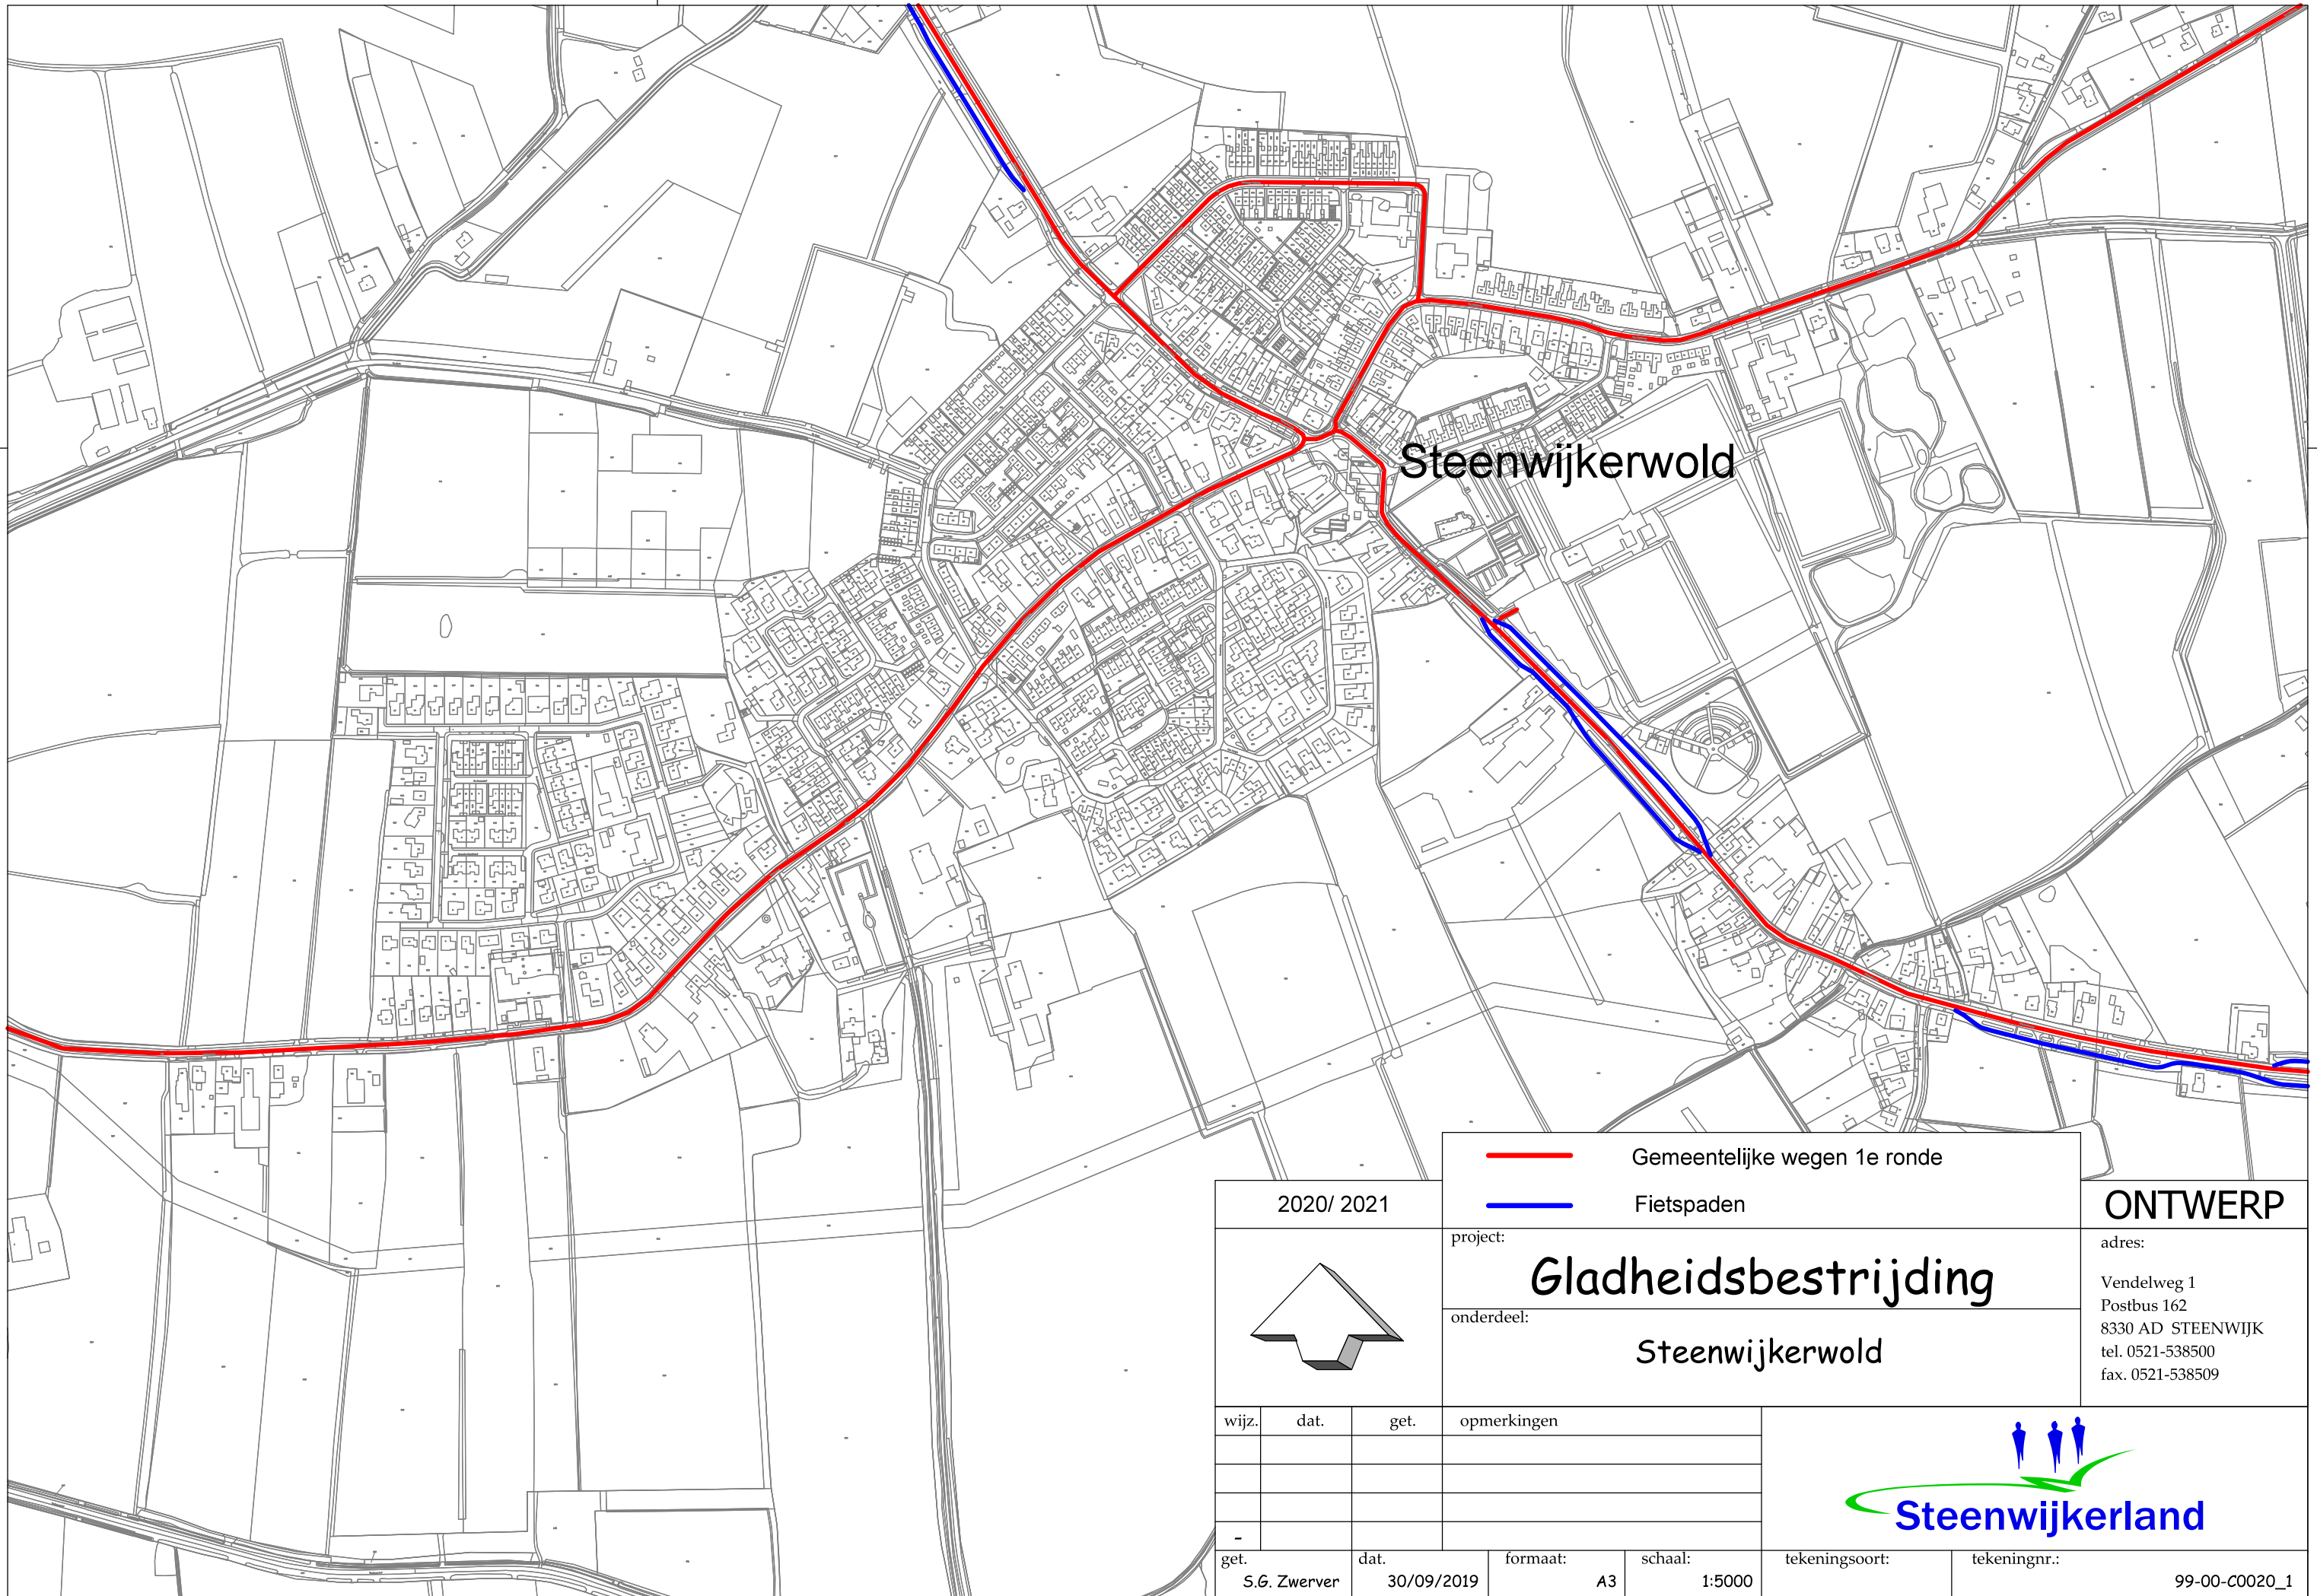 Steenwijkerwold
Gemeentelijke wegen 1e ronde
Fietspaden
2020/ 2021
ONTWERP
project:
Gladheidsbestrijding
onderdeel:
Steenwijkerwold
adres:
Vendelweg 1
Postbus 162
8330 AD STEENWIJK
tel. 0521-538500
fax. 0521-538509
wijz. dat. get. opmerkingen
-
Steenwijkerland
get. dat. formaat: schaal: tekeningsoort: tekeningnr.:
S.G. Zwerver 30/09/2019 A3 1:5000 99-00-C0020_1